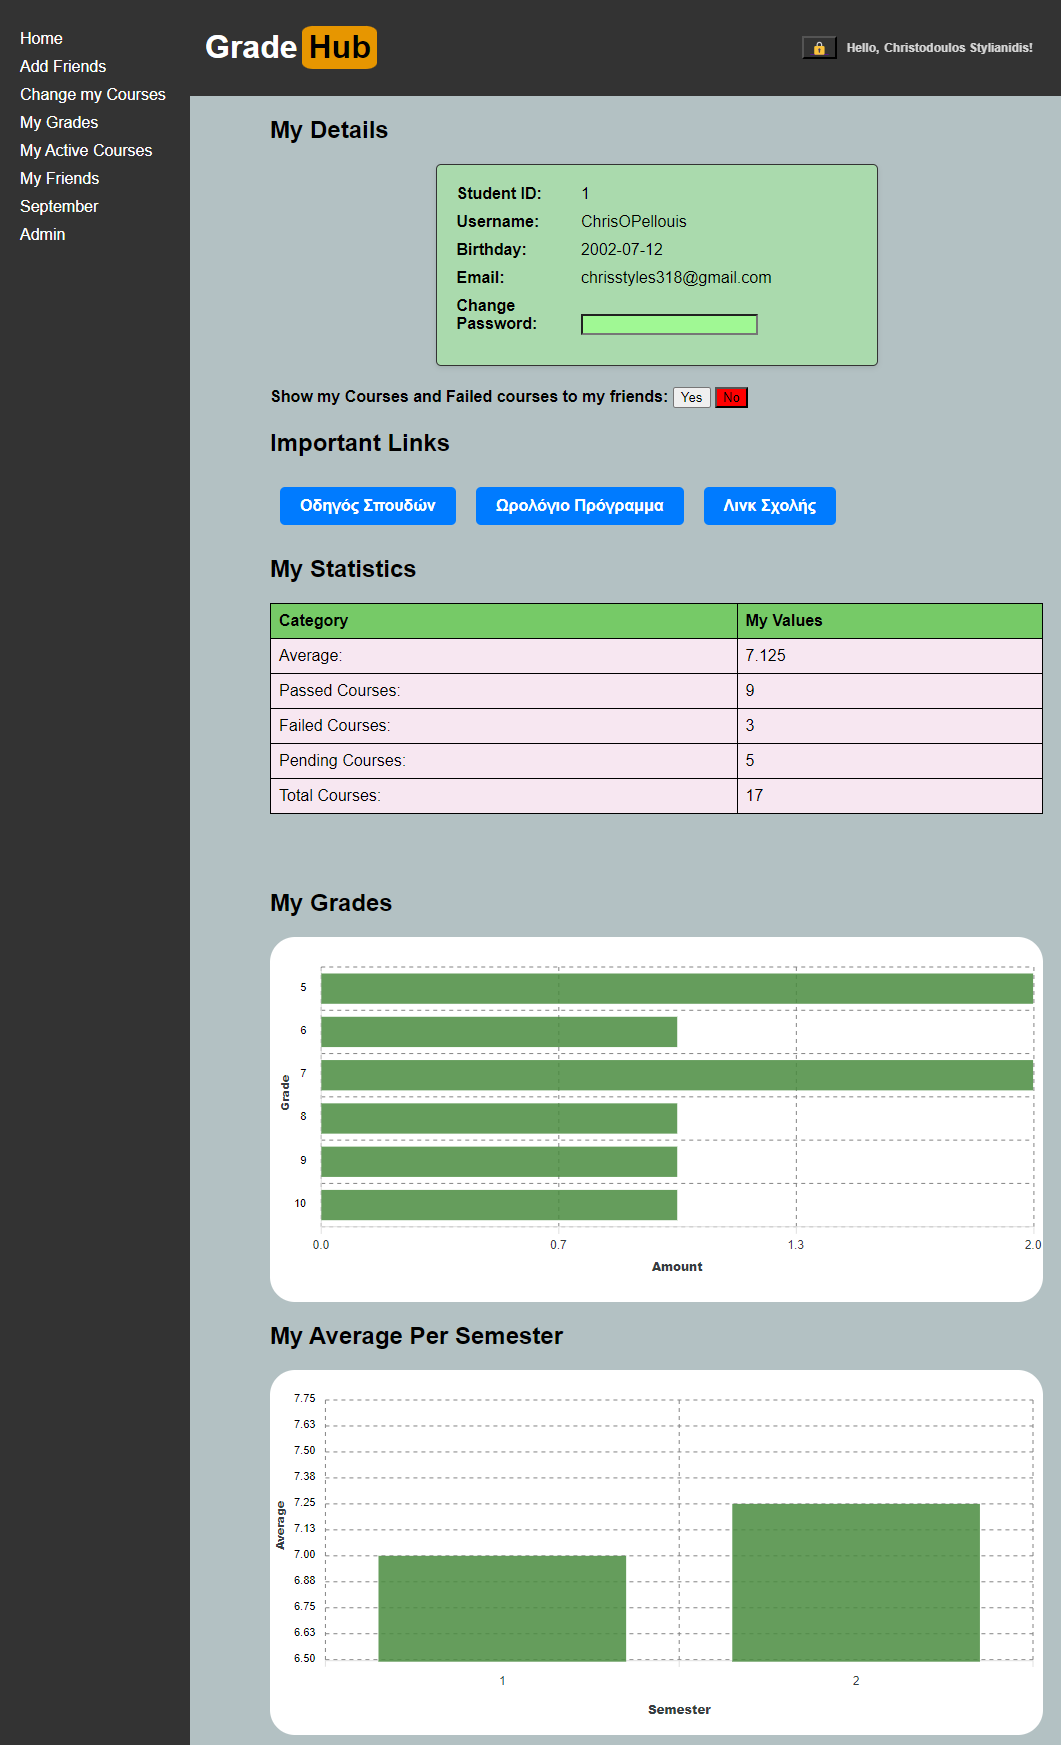 Home
Add Friends
Change my Courses
My Grades
My Active Courses
My Friends
September
Admin
Grade Hub
Hello, Christodoulos Stylianidis!
My Details
Student ID: 1
Username: ChrisOPellouis
Birthday: 2002-07-12
Email: chrisstyles318@gmail.com
Change
Password:
Show my Courses and Failed courses to my friends: Yes No
Important Links
Οδηγός Σπουδών Ωρολόγιο Πρόγραμμα Λινκ Σχολής
My Statistics
Category My Values
Average: 7.125
Passed Courses: 9
Failed Courses: 3
Pending Courses: 5
Total Courses: 17
My Grades
5
6
7
8
9
10
Grade
0.0 0.7 1.3 2.0
Amount
My Average Per Semester
7.75
7.63
7.50
7.38
7.25
7.13
7.00
6.88
6.75
6.63
6.50
Average
1 2
Semester